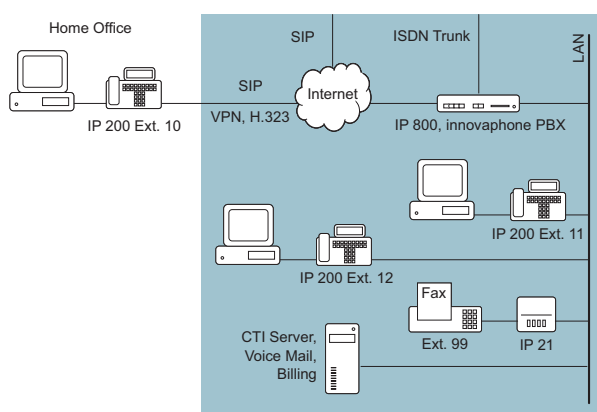 Home Office
SIP
ISDN Trunk
LAN
SIP
Internet
VPN, H.323
IP 200 Ext. 10
IP 800, innovaphone PBX
IP 200 Ext. 11
IP 200 Ext. 12
Fax
Ext. 99
IP 21
CTI Server,
Voice Mail,
Billing